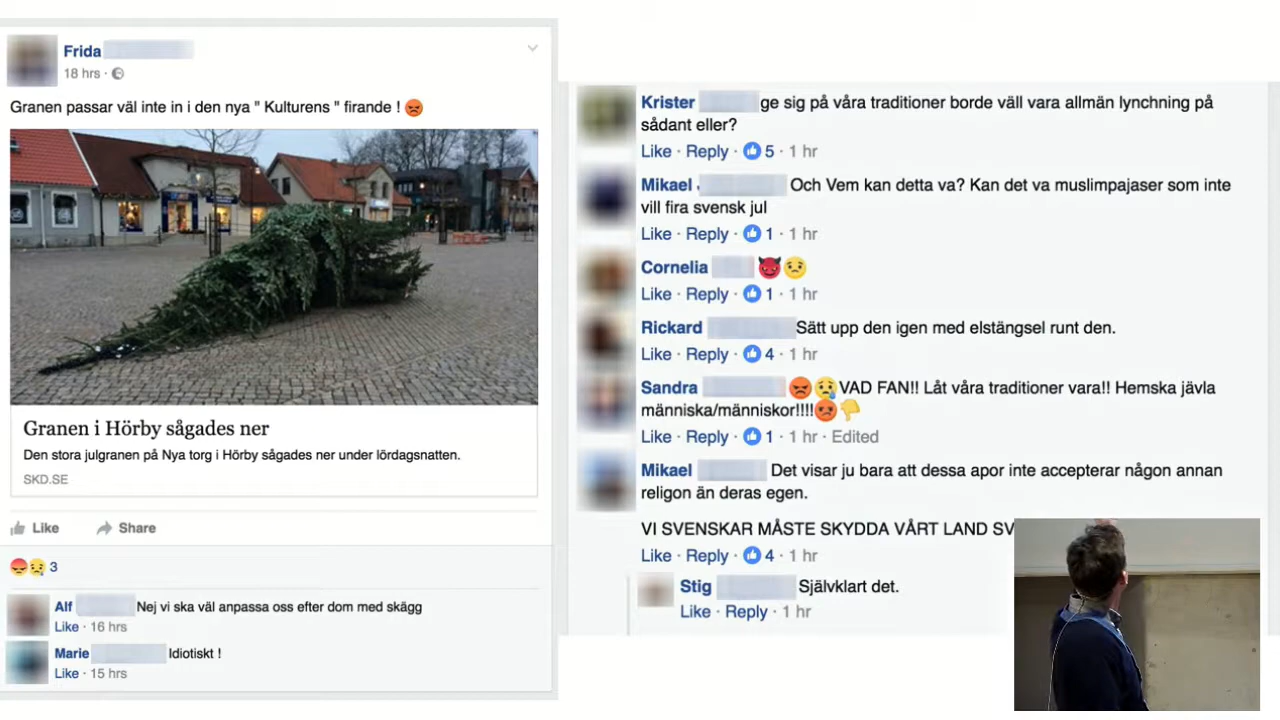 Frida
18 hrs ·
Granen passar väl inte in i den nya " Kulturens " firande !
Granen i Hörby sågades ner
Den stora julgranen på Nya torg i Hörby sågades ner under lördagsnatten.
SKD.SE
Like Share
3
Alf Nej vi ska väl anpassa oss efter dom med skägg
Like · 16 hrs
Marie Idiotiskt !
Like · 15 hrs
Krister ge sig på våra traditioner borde väll vara allmän lynchning på
sådant eller?
Like · Reply · 5 · 1 hr
Mikael Och Vem kan detta va? Kan det va muslimpajaser som inte
vill fira svensk jul
Like · Reply · 1 · 1 hr
Cornelia
Like · Reply · 1 · 1 hr
Rickard Sätt upp den igen med elstängsel runt den.
Like · Reply · 4 · 1 hr
Sandra VAD FAN!! Låt våra traditioner vara!! Hemska jävla
människa/människor!!!!
Like · Reply · 1 · 1 hr · Edited
Mikael Det visar ju bara att dessa apor inte accepterar någon annan
religon än deras egen.
VI SVENSKAR MÅSTE SKYDDA VÅRT LAND
Like · Reply · 4 · 1 hr
Stig Självklart det.
Like · Reply · 1 hr